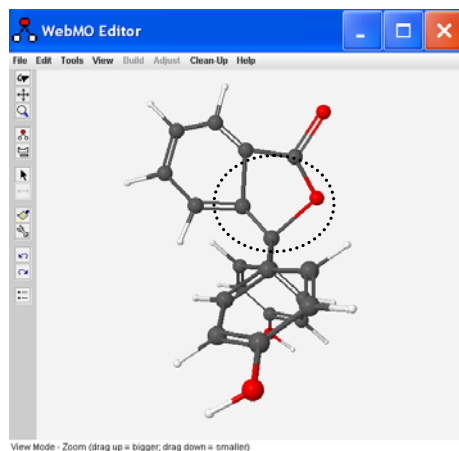 WebMO Editor
File Edit Tools View Build Adjust Clean-Up Help
View Mode - Zoom (drag up = bigger; drag down = smaller)